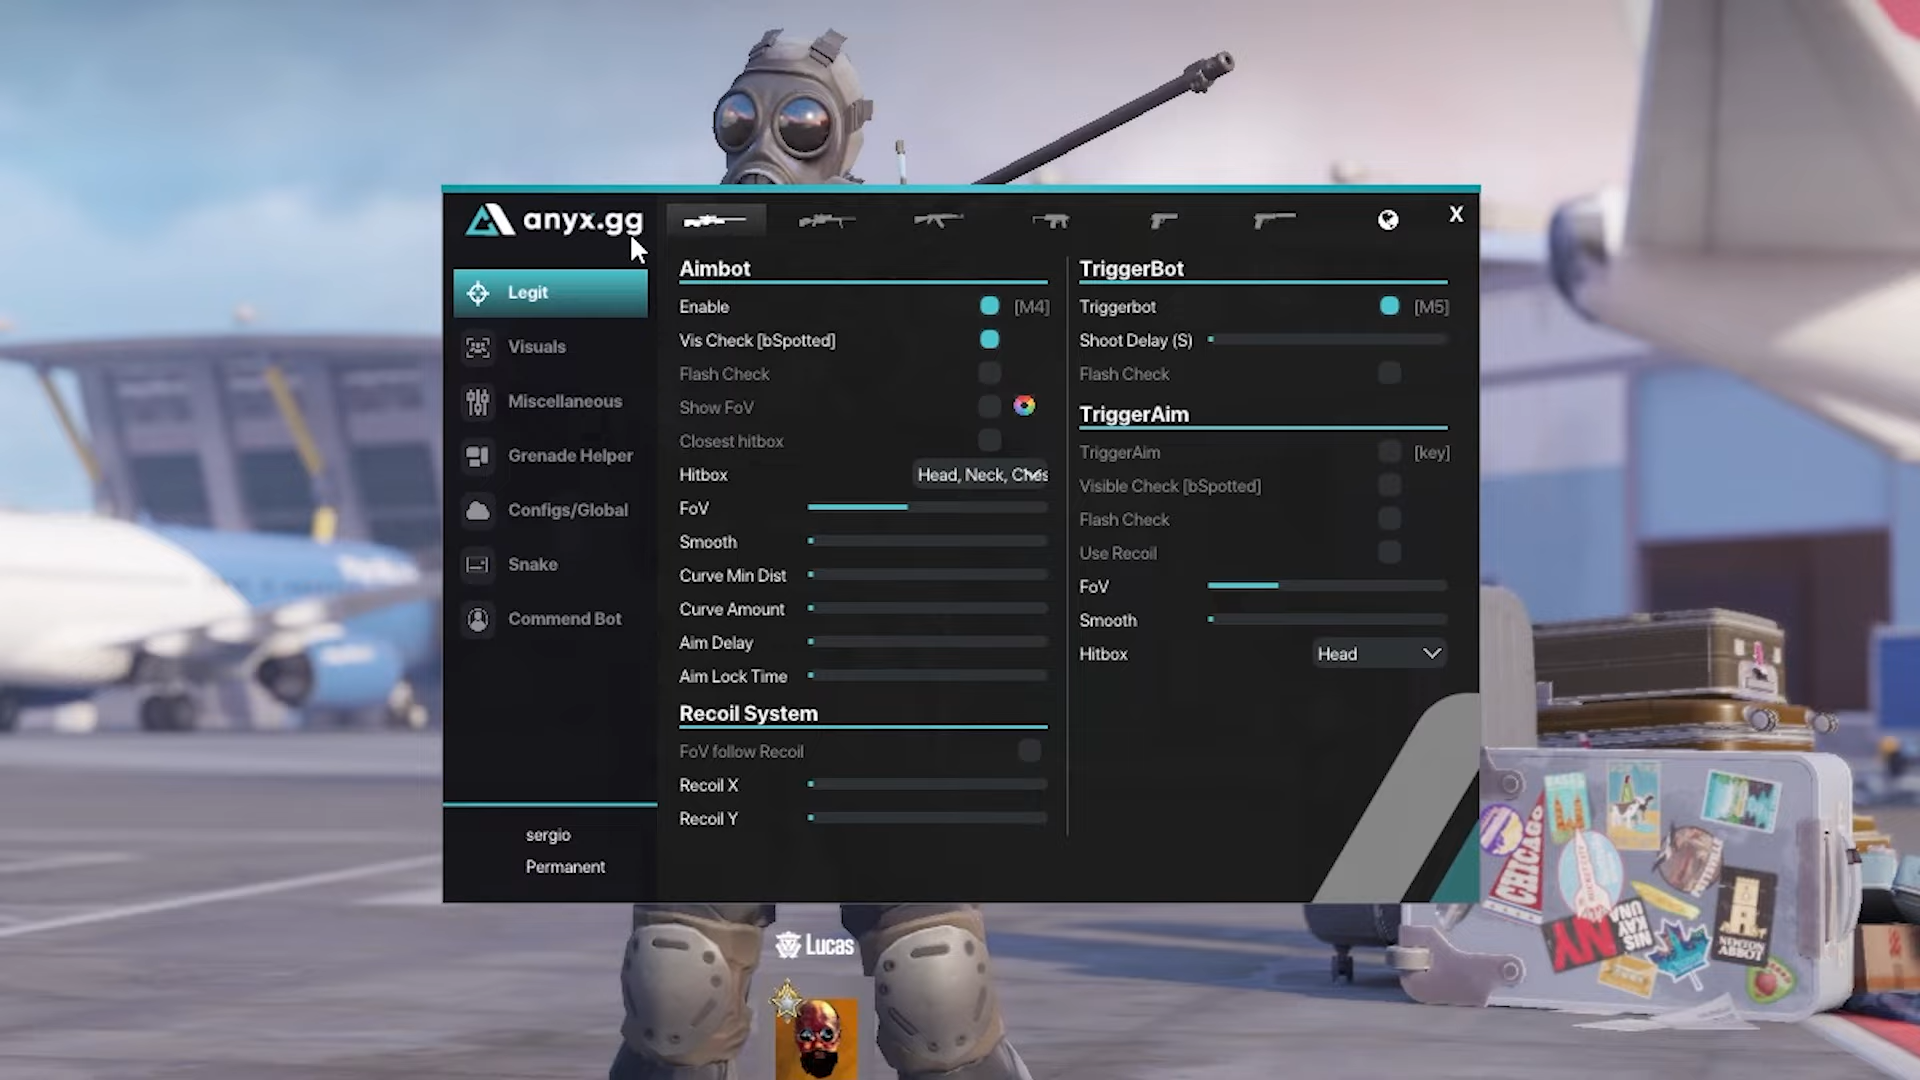 anyx.gg
X
Legit
Visuals
Miscellaneous
Grenade Helper
Configs/Global
Snake
Commend Bot
sergio
Permanent
Aimbot
Enable [M4]
Vis Check [bSpotted]
Flash Check
Show FoV
Closest hitbox
Hitbox Head, Neck, Ches
FoV
Smooth
Curve Min Dist
Curve Amount
Aim Delay
Aim Lock Time
Recoil System
FoV follow Recoil
Recoil X
Recoil Y
TriggerBot
Triggerbot [M5]
Shoot Delay (S)
Flash Check
TriggerAim
TriggerAim [key]
Visible Check [bSpotted]
Flash Check
Use Recoil
FoV
Smooth
Hitbox Head
Lucas
CHICAGO
NY
NEWTON
ABBOT